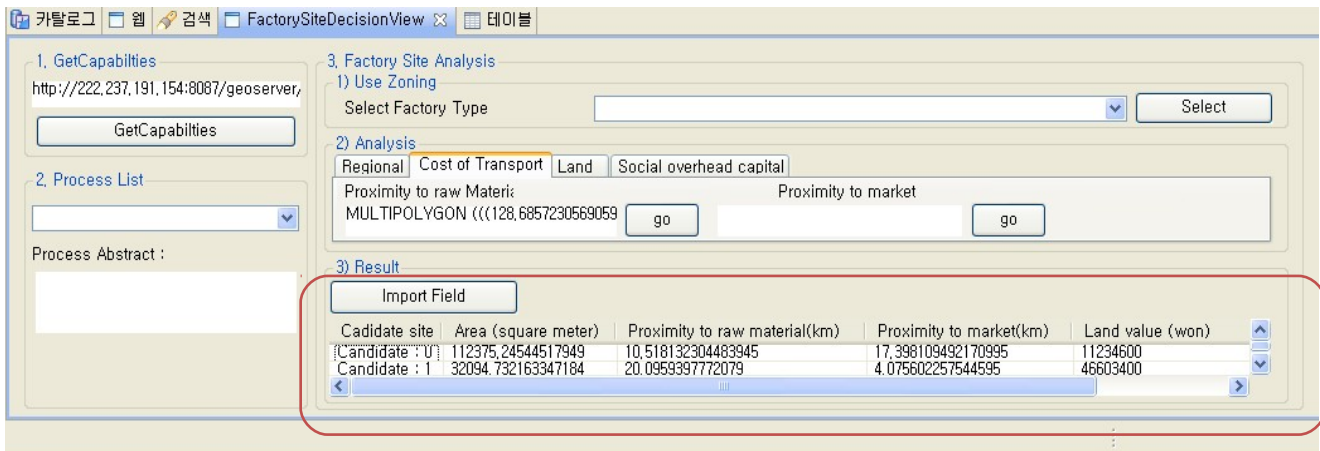 카탈로그 웹 검색 FactorySiteDecisionView 테이블
1. GetCapabilties
http://222,237,191,154:8087/geoserver/
GetCapabilties
2. Process List
Process Abstract :
3. Factory Site Analysis
1) Use Zoning
Select Factory Type
Select
2) Analysis
Regional Cost of Transport Land Social overhead capital
Proximity to raw Materia Proximity to market
MULTIPOLYGON (((128,6857230569059 go go
3) Result
Import Field
Cadidate site Area (square meter) Proximity to raw material(km) Proximity to market(km) Land value (won)
Candidate : 0 112375,24544517949 10,518132304483945 17,398109492170995 11234600
Candidate : 1 32094.732163347184 20.0959397772079 4.075602257544595 46603400